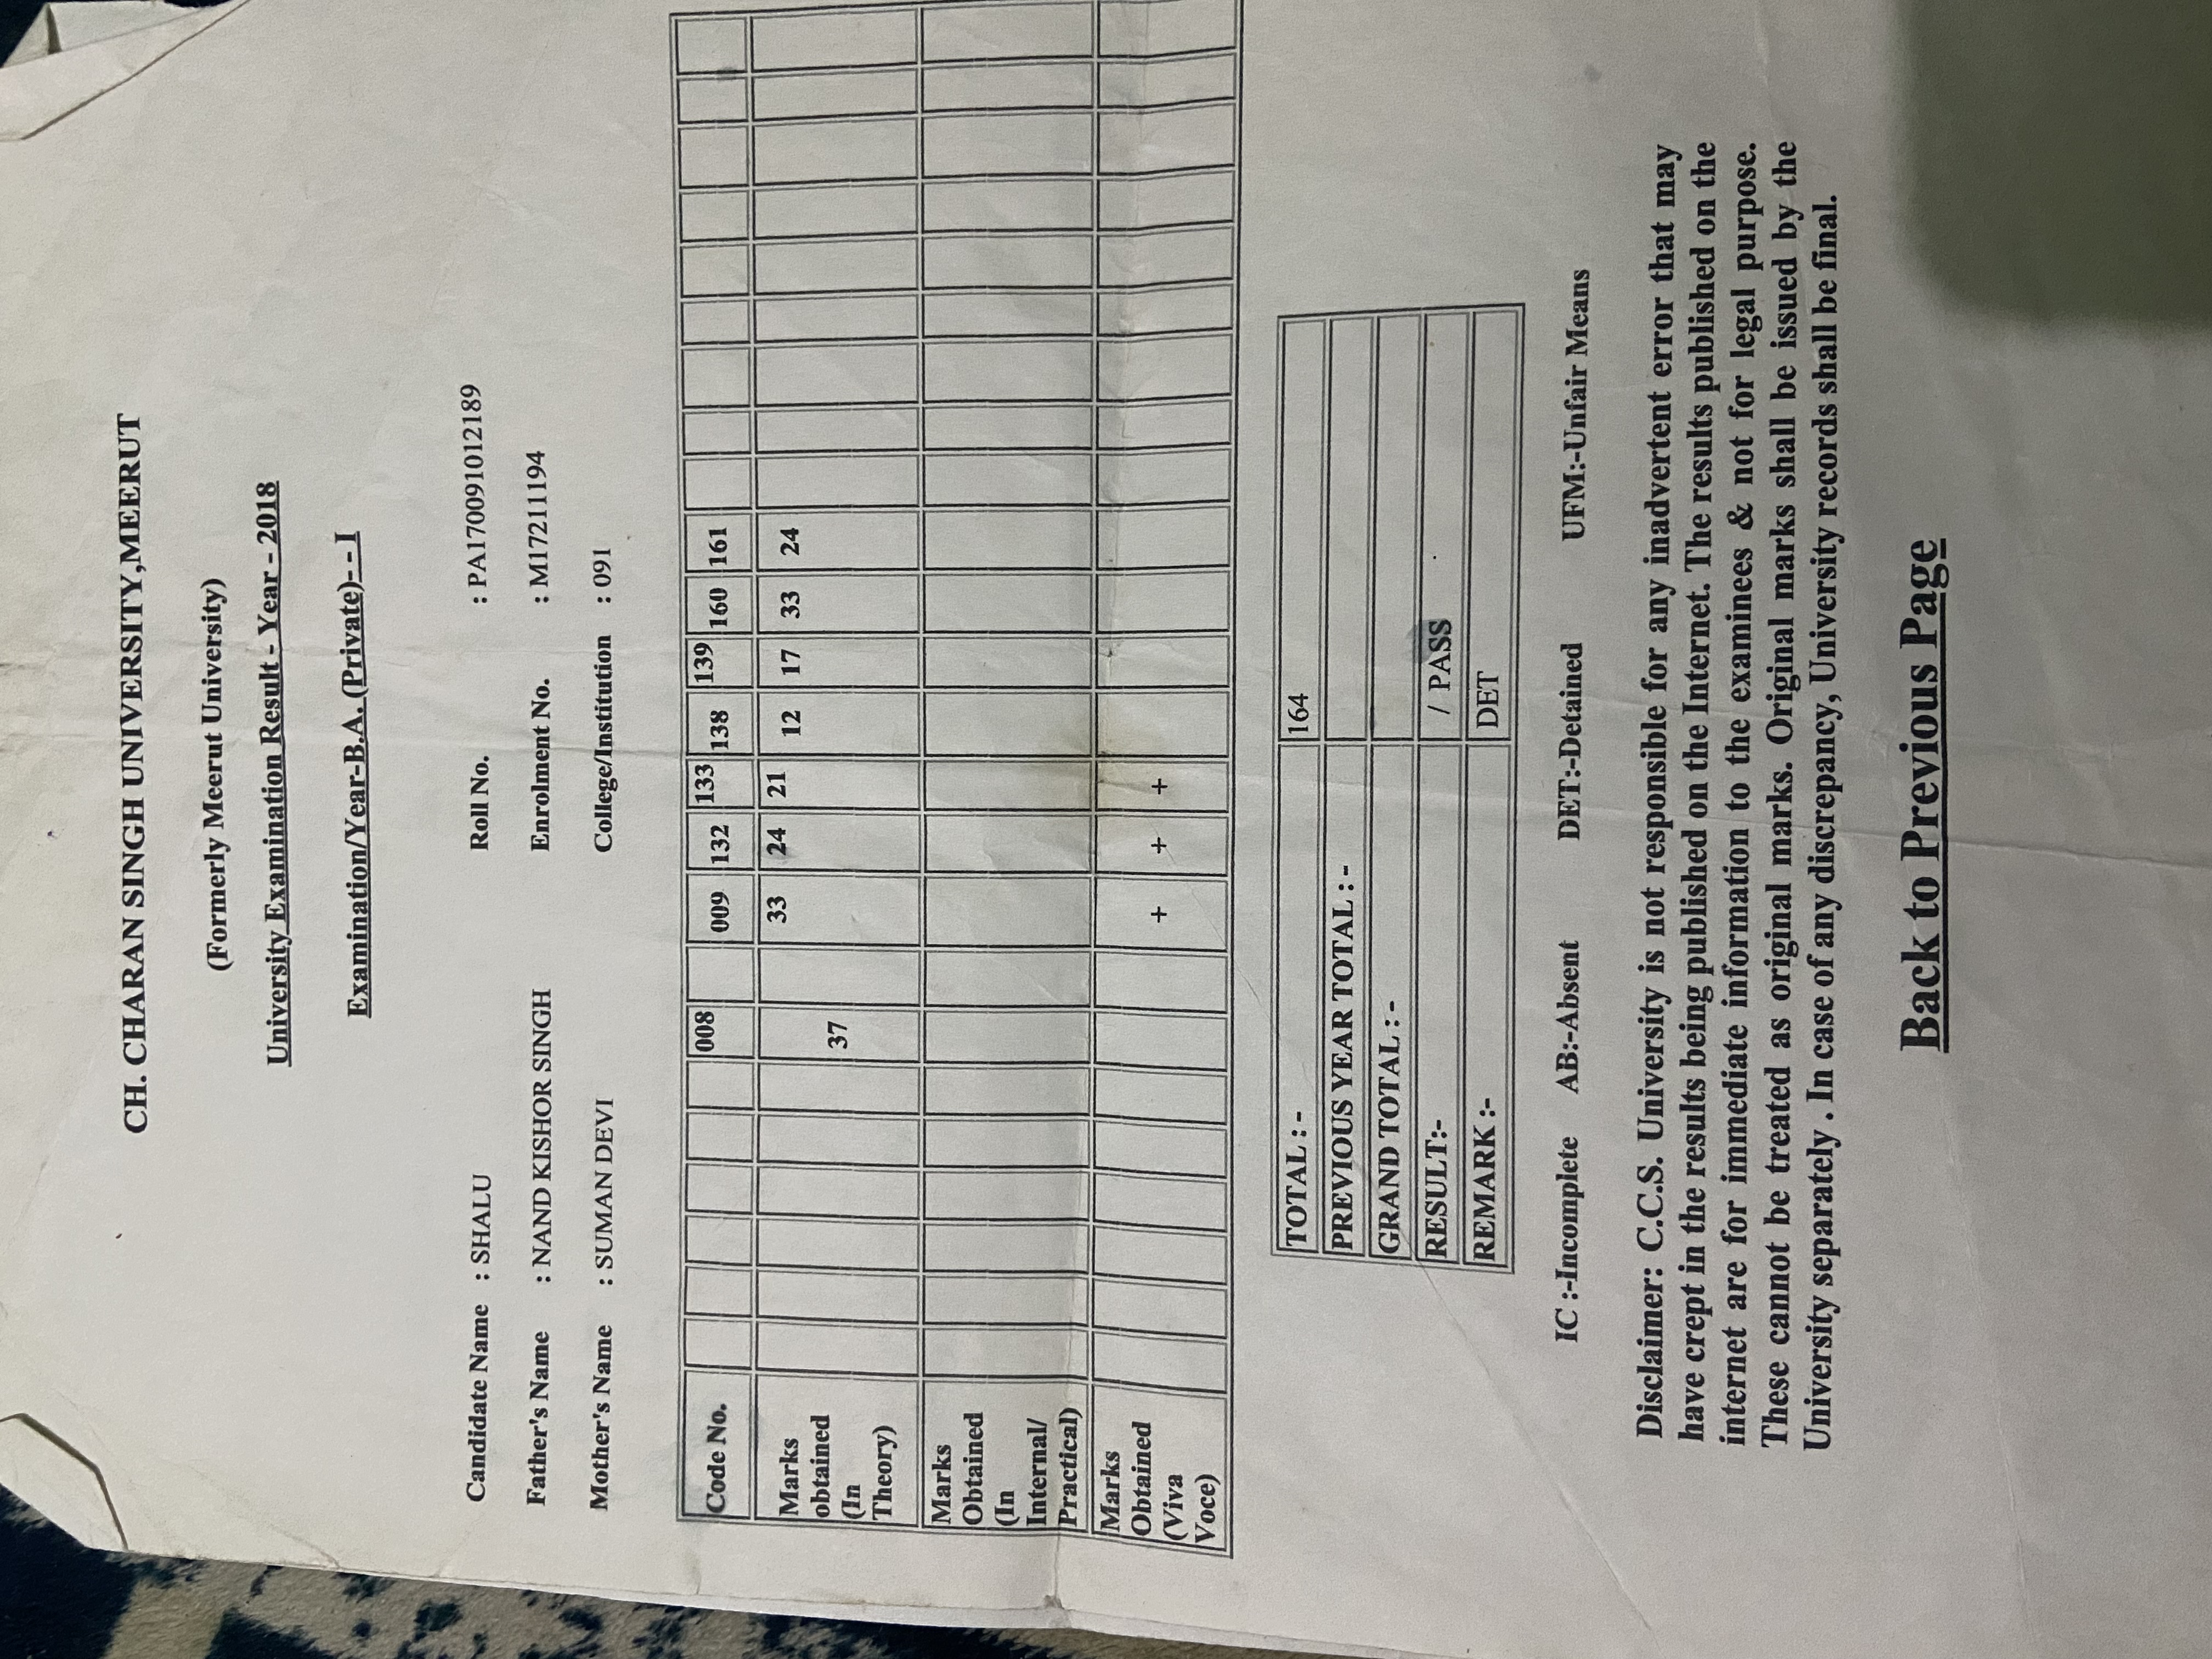 CH. CHARAN SINGH UNIVERSITY,MEERUT
(Formerly Meerut University)
University Examination Result - Year - 2018
Examination/Year-B.A. (Private)- - I
Candidate Name : SHALU Roll No. : PA170091012189
Father's Name : NAND KISHOR SINGH Enrolment No. : M17211194
Mother's Name : SUMAN DEVI College/Institution : 091
Code No. 008 009 132 133 138 139 160 161
Marks obtained (In Theory) 37 33 24 21 12 17 33 24
Marks Obtained (In Internal/ Practical)
Marks Obtained (Viva Voce) + + +
TOTAL : - 164
PREVIOUS YEAR TOTAL : -
GRAND TOTAL : -
RESULT:- / PASS
REMARK :- DET
IC :-Incomplete AB:-Absent DET:-Detained UFM:-Unfair Means
Disclaimer: C.C.S. University is not responsible for any inadvertent error that may
have crept in the results being published on the Internet. The results published on the
internet are for immediate information to the examinees & not for legal purpose.
These cannot be treated as original marks. Original marks shall be issued by the
University separately . In case of any discrepancy, University records shall be final.
Back to Previous Page